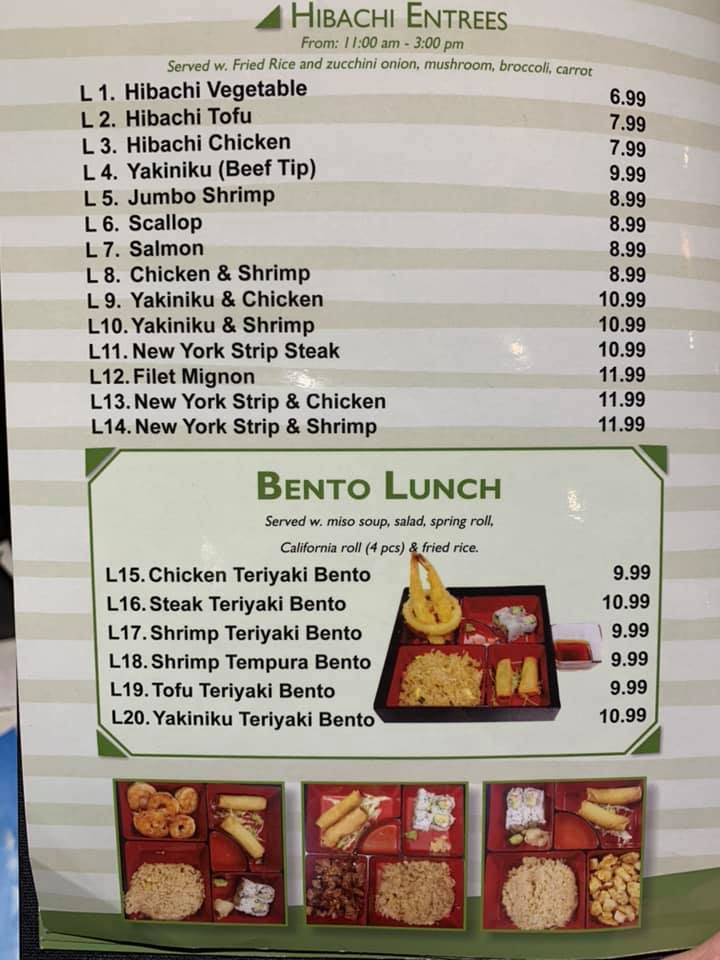 HIBACHI ENTREES
From: 11:00 am - 3:00 pm
Served w. Fried Rice and zucchini onion, mushroom, broccoli, carrot
L 1. Hibachi Vegetable 6.99
L 2. Hibachi Tofu 7.99
L 3. Hibachi Chicken 7.99
L 4. Yakiniku (Beef Tip) 9.99
L 5. Jumbo Shrimp 8.99
L 6. Scallop 8.99
L 7. Salmon 8.99
L 8. Chicken & Shrimp 8.99
L 9. Yakiniku & Chicken 10.99
L10. Yakiniku & Shrimp 10.99
L11. New York Strip Steak 10.99
L12. Filet Mignon 11.99
L13. New York Strip & Chicken 11.99
L14. New York Strip & Shrimp 11.99
BENTO LUNCH
Served w. miso soup, salad, spring roll,
California roll (4 pcs) & fried rice.
L15. Chicken Teriyaki Bento 9.99
L16. Steak Teriyaki Bento 10.99
L17. Shrimp Teriyaki Bento 9.99
L18. Shrimp Tempura Bento 9.99
L19. Tofu Teriyaki Bento 9.99
L20. Yakiniku Teriyaki Bento 10.99